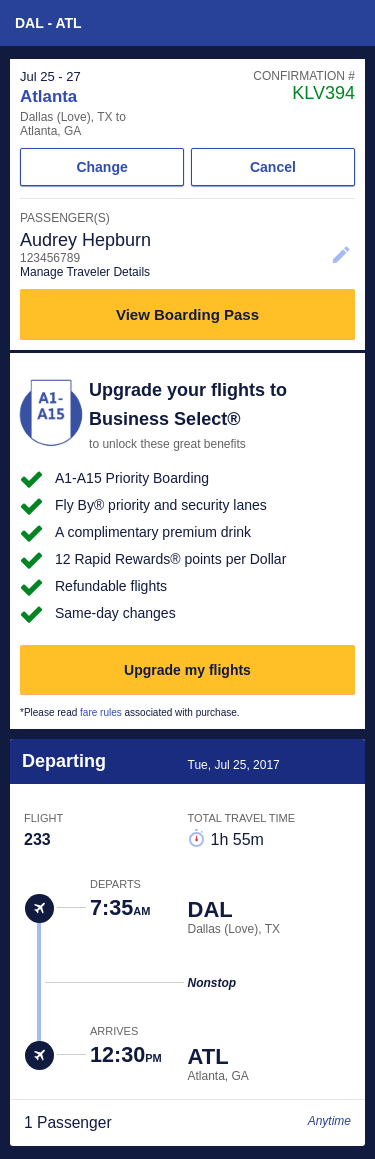 DAL - ATL
Jul 25 - 27
CONFIRMATION #
Atlanta
KLV394
Dallas (Love), TX to
Atlanta, GA
Change
Cancel
PASSENGER(S)
Audrey Hepburn
123456789
Manage Traveler Details
View Boarding Pass
A1-
A15
Upgrade your flights to
Business Select®
to unlock these great benefits
A1-A15 Priority Boarding
Fly By® priority and security lanes
A complimentary premium drink
12 Rapid Rewards® points per Dollar
Refundable flights
Same-day changes
Upgrade my flights
*Please read fare rules associated with purchase.
Departing
Tue, Jul 25, 2017
FLIGHT
TOTAL TRAVEL TIME
233
1h 55m
DEPARTS
7:35AM
DAL
Dallas (Love), TX
Nonstop
ARRIVES
12:30PM
ATL
Atlanta, GA
1 Passenger
Anytime